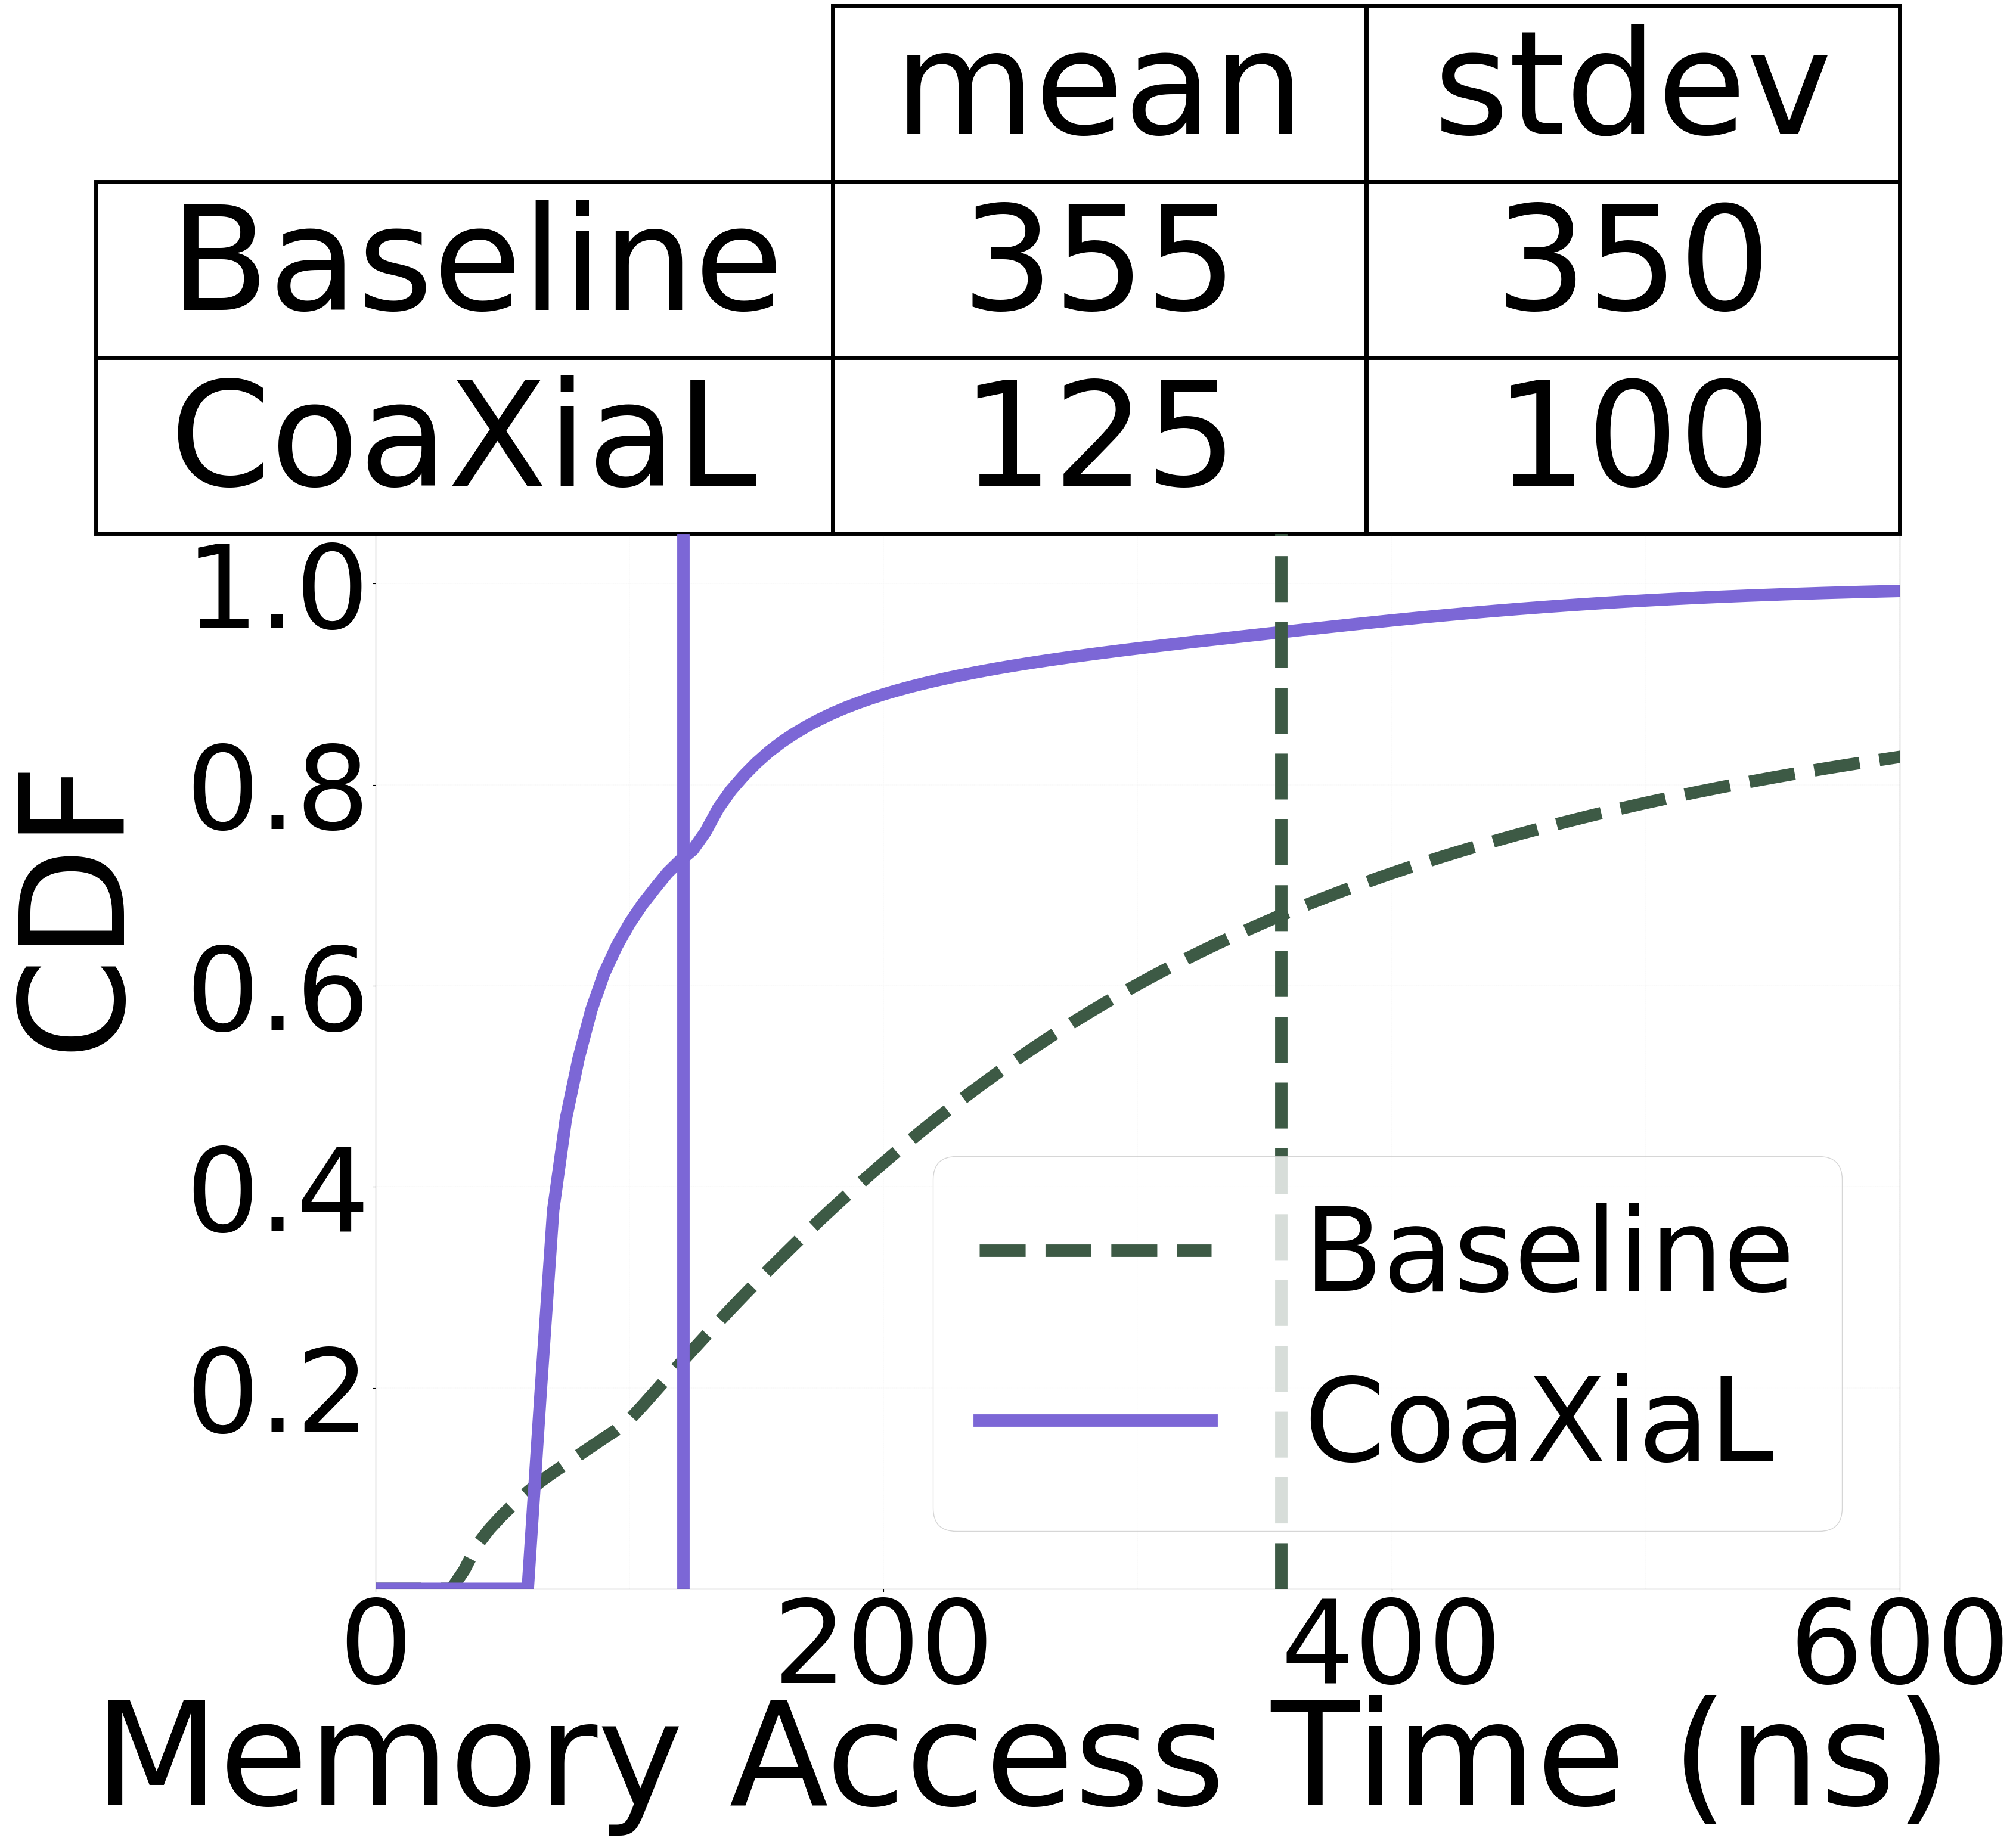 mean stdev
Baseline 355 350
CoaXiaL 125 100
1.0
0.8
0.6
0.4
0.2
CDF
Baseline
CoaXiaL
0 200 400 600
Memory Access Time (ns)